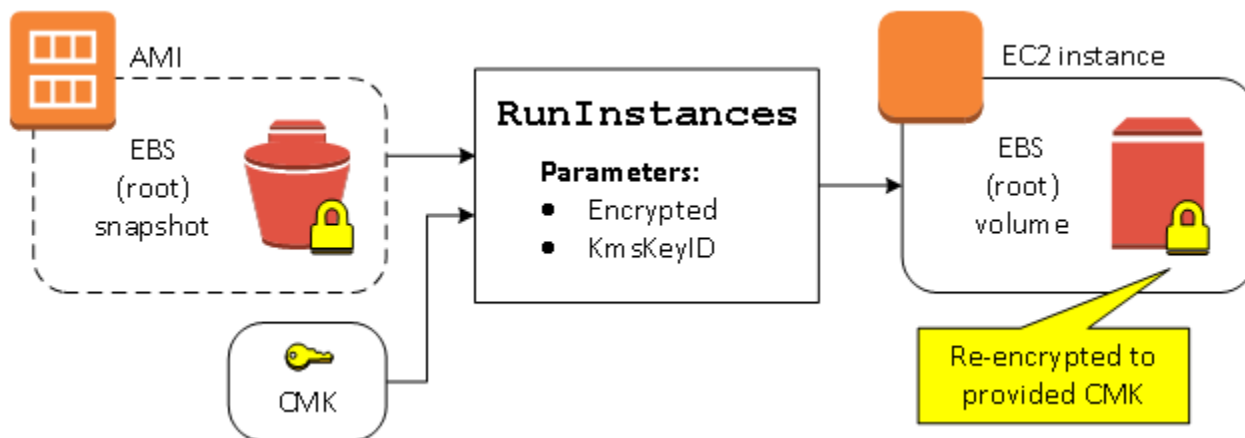 AMI
EBS
(root)
snapshot
CMK
RunInstances
Parameters:
● Encrypted
● KmsKeyID
EC2 instance
EBS
(root)
volume
Re-encrypted to
provided CMK